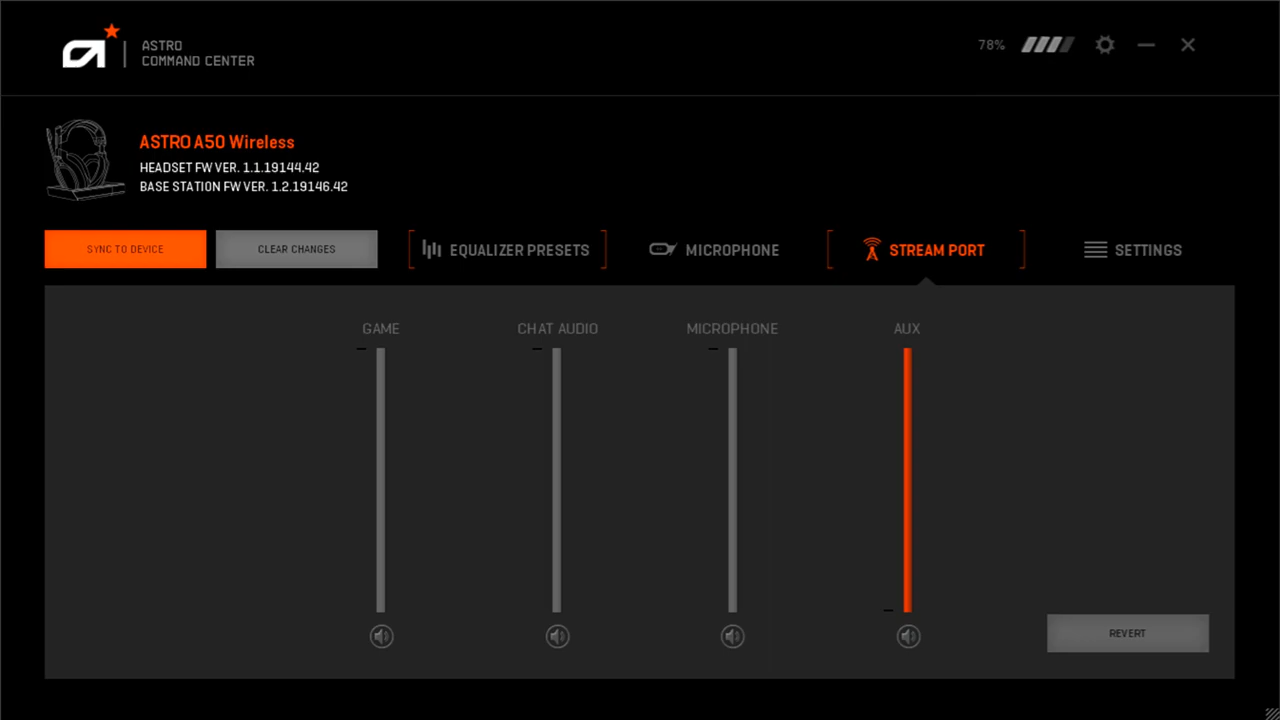 ASTRO
COMMAND CENTER
78%
ASTRO A50 Wireless
HEADSET FW VER. 1.1.19144.42
BASE STATION FW VER. 1.2.19146.42
SYNC TO DEVICE
CLEAR CHANGES
EQUALIZER PRESETS
MICROPHONE
STREAM PORT
SETTINGS
GAME
CHAT AUDIO
MICROPHONE
AUX
REVERT